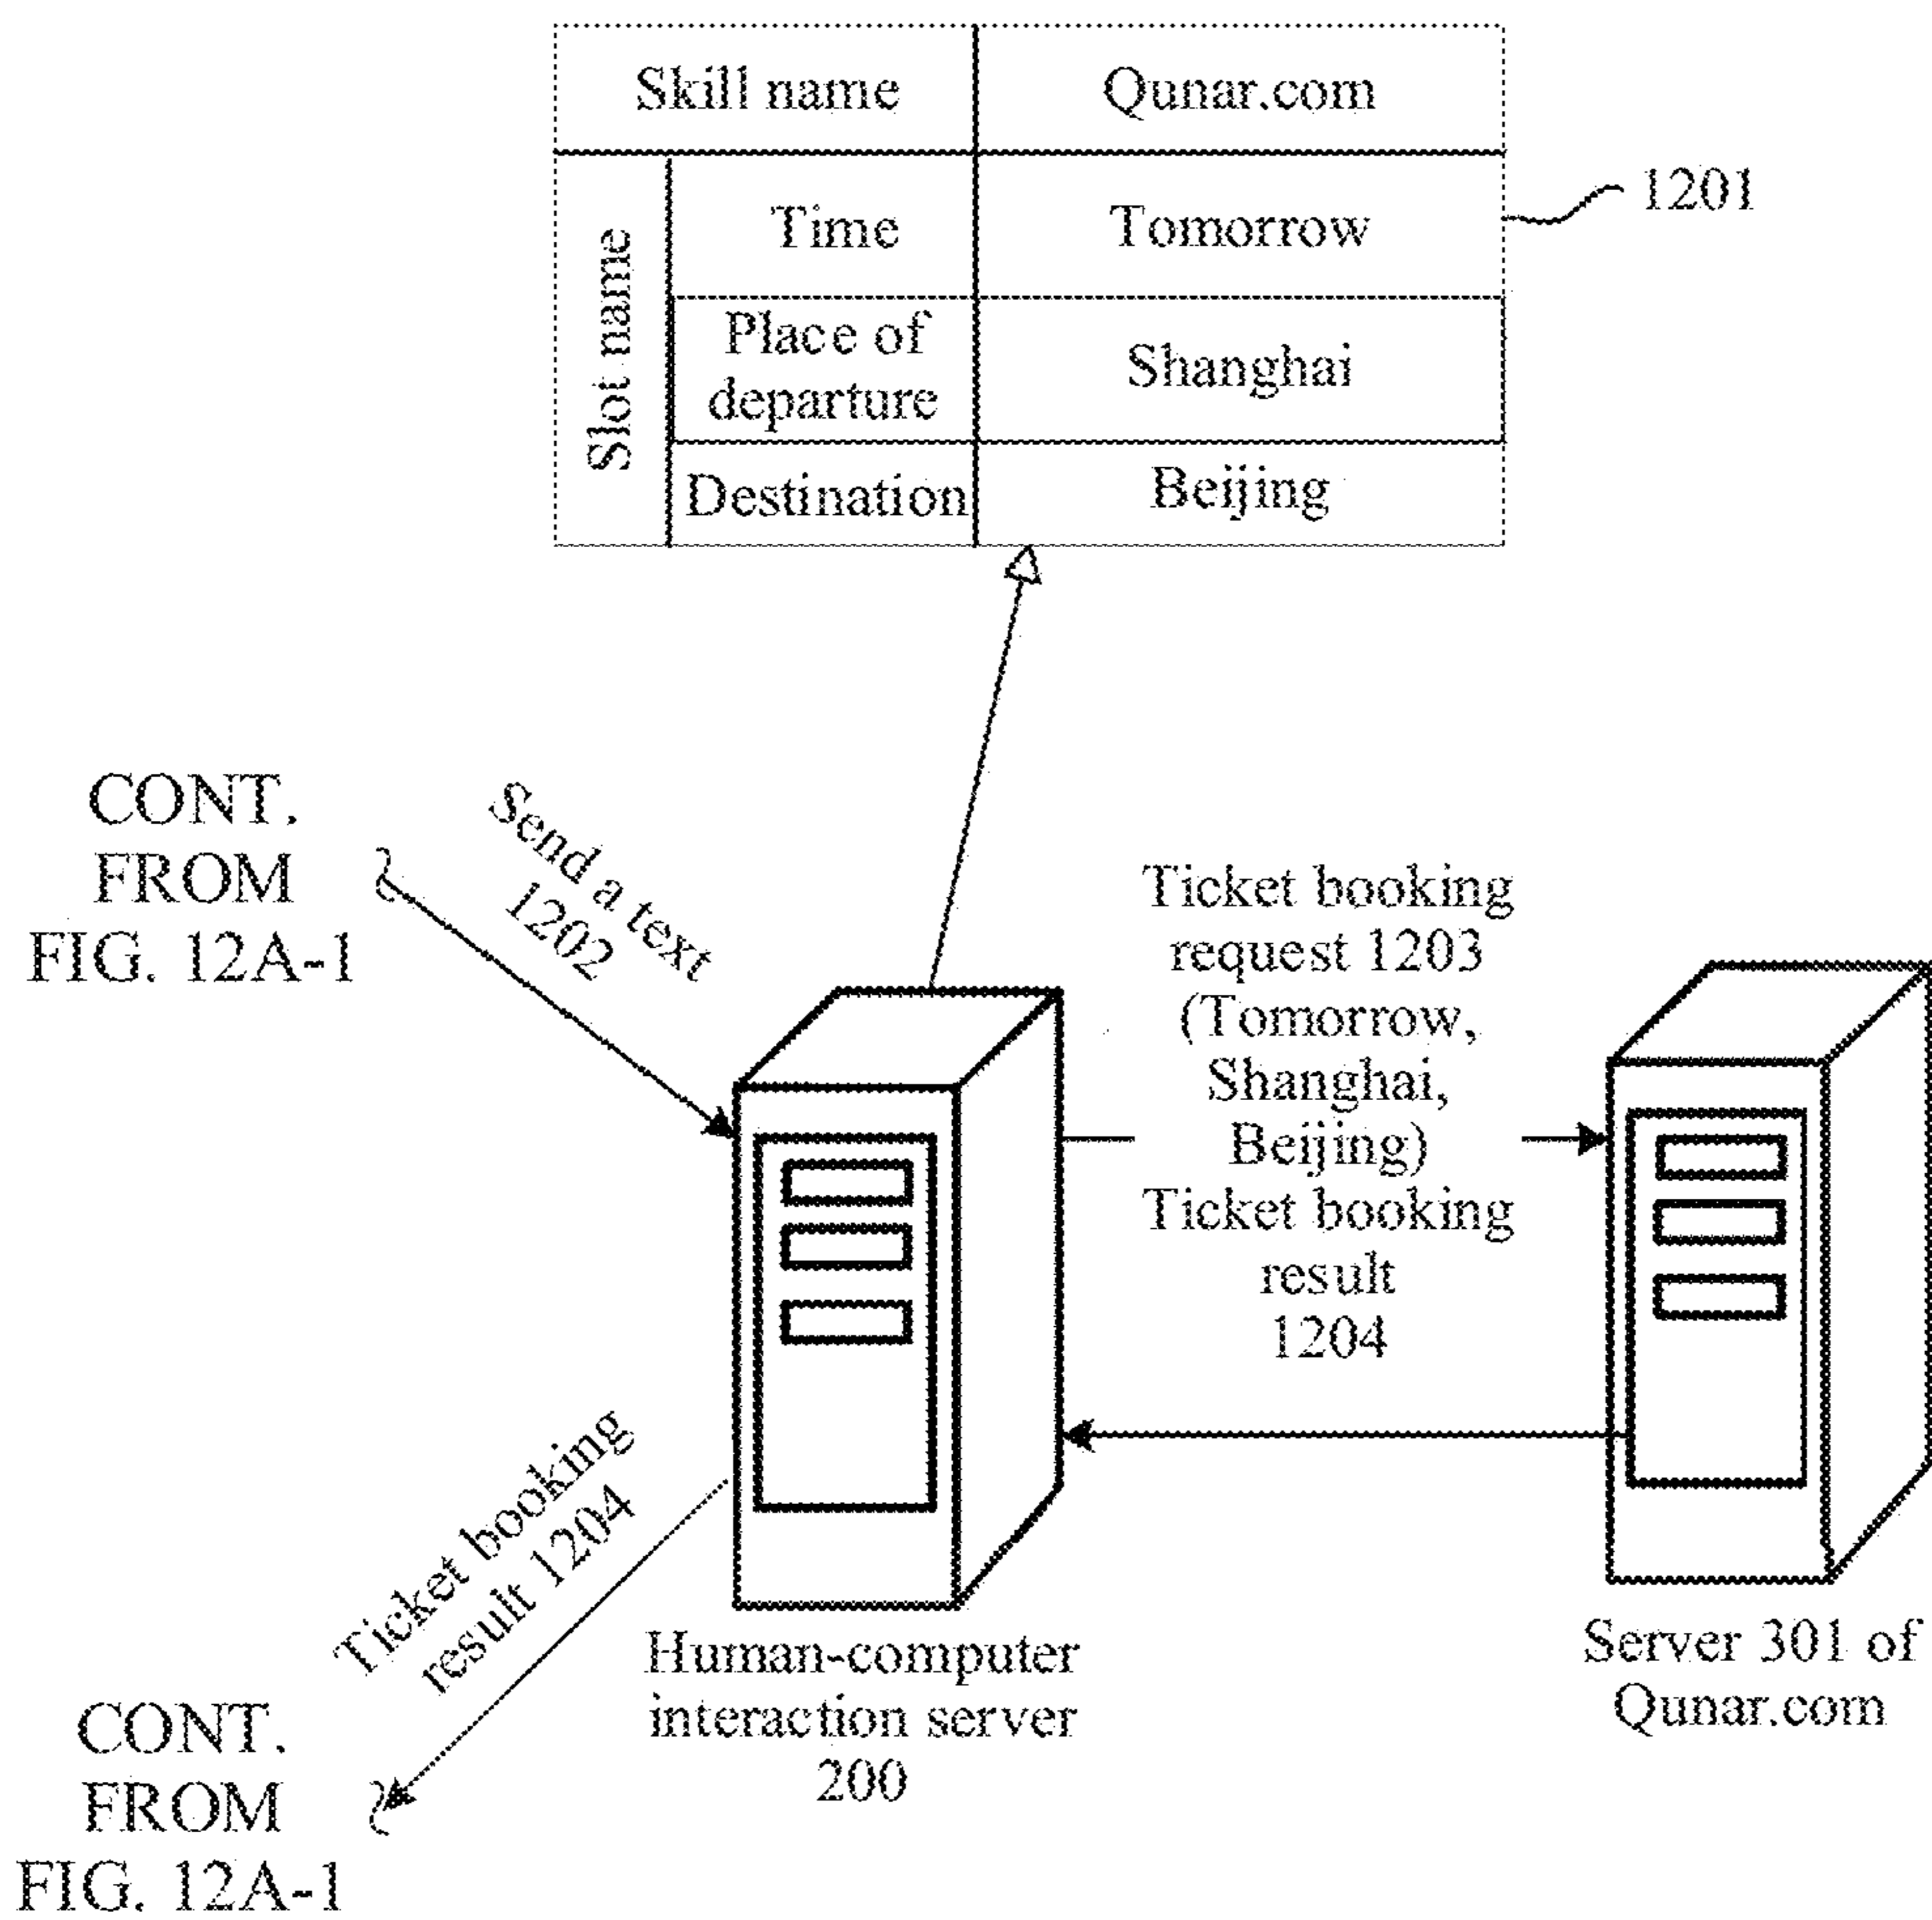 Skill name
Qunar.com
Slot name
Time
Tomorrow
1201
Place of
departure
Shanghai
Destination
Beijing
CONT.
FROM
FIG. 12A-1
Send a text
1202
Ticket booking
request 1203
(Tomorrow,
Shanghai,
Beijing)
Ticket booking
result
1204
Ticket booking
result 1204
Human-computer
interaction server
200
Server 301 of
Qunar.com
CONT.
FROM
FIG. 12A-1